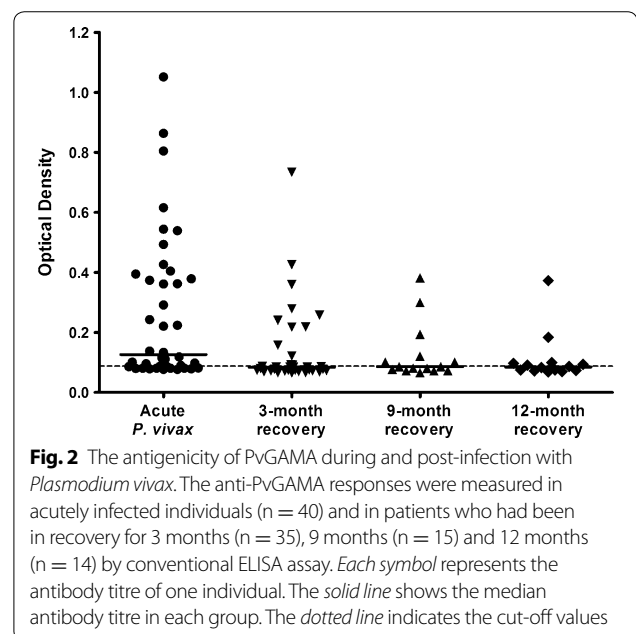 1.2
1.0
0.8
0.6
0.4
0.2
0.0
Optical Density
Acute
P. vivax
3-month
recovery
9-month
recovery
12-month
recovery
Fig. 2 The antigenicity of PvGAMA during and post-infection with
Plasmodium vivax. The anti-PvGAMA responses were measured in
acutely infected individuals (n = 40) and in patients who had been
in recovery for 3 months (n = 35), 9 months (n = 15) and 12 months
(n = 14) by conventional ELISA assay. Each symbol represents the
antibody titre of one individual. The solid line shows the median
antibody titre in each group. The dotted line indicates the cut-off values